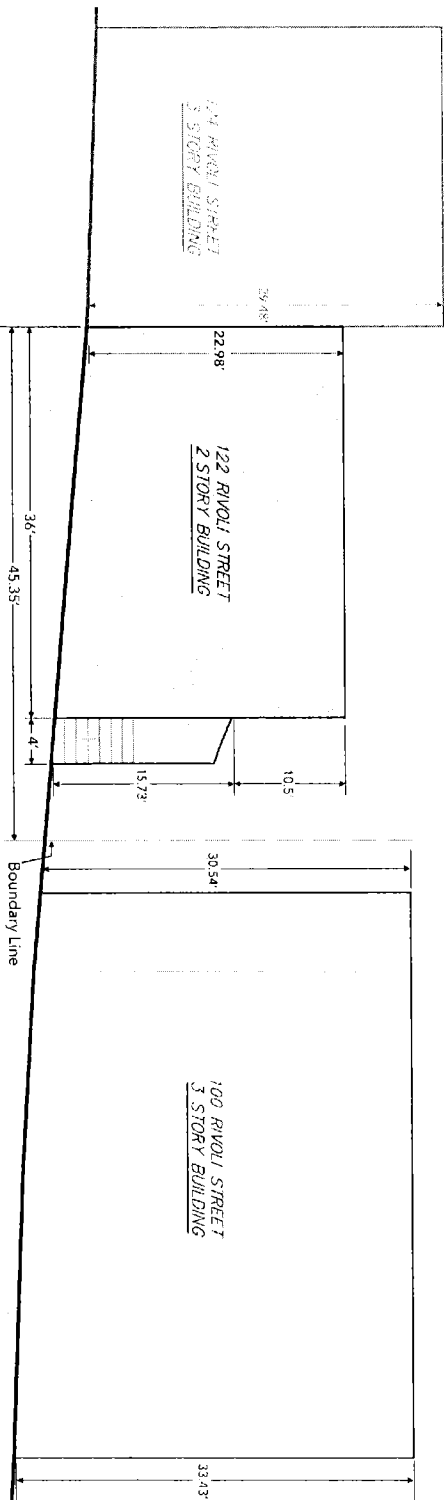 124 RIVOLI STREET
3 STORY BUILDING
22.98'
122 RIVOLI STREET
2 STORY BUILDING
36'
45.35'
4'
15.73'
10.5
Boundary Line
30.54'
100 RIVOLI STREET
3 STORY BUILDING
33.43'